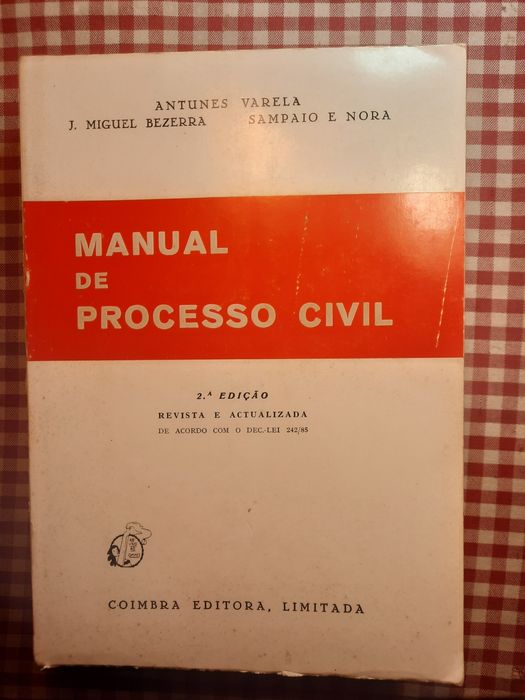 ANTUNES VARELA
J. MIGUEL BEZERRA SAMPAIO E NORA
MANUAL
DE
PROCESSO CIVIL
2.ª EDIÇÃO
REVISTA E ACTUALIZADA
DE ACORDO COM O DEC.-LEI 242/85
COIMBRA EDITORA, LIMITADA